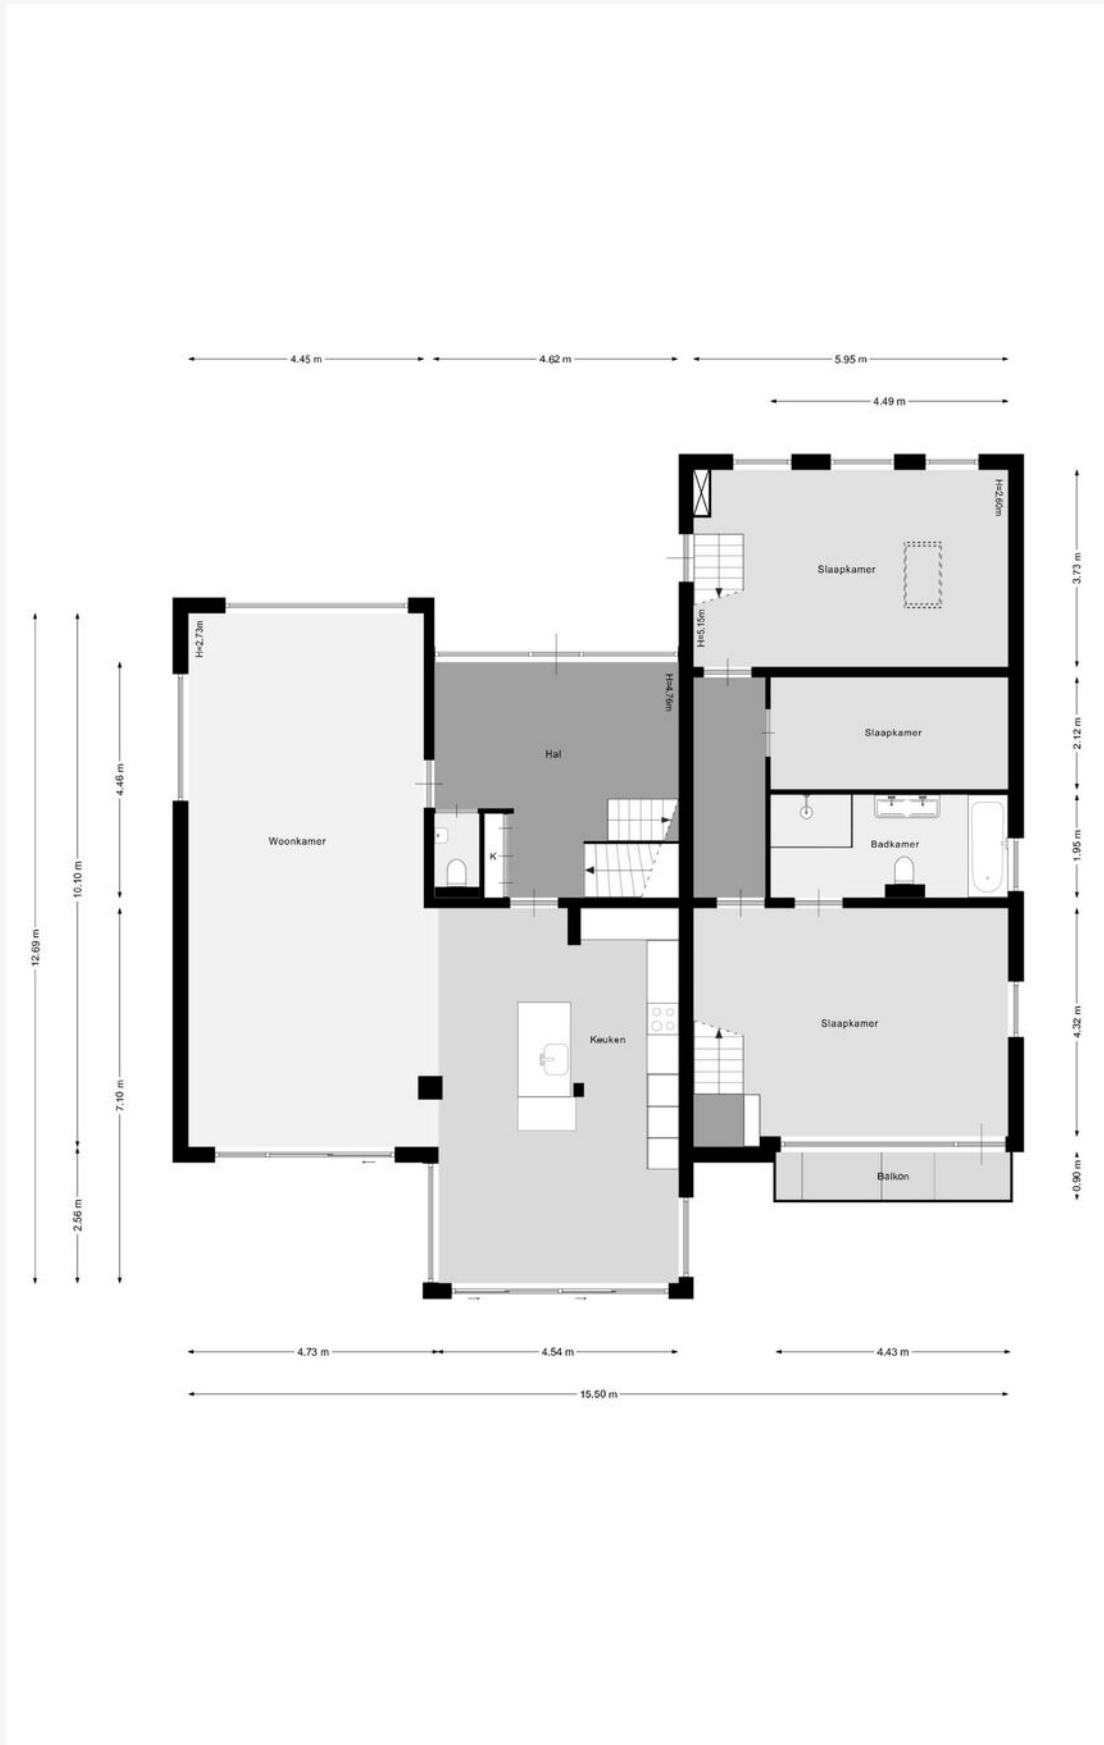 4.45 m
4.62 m
5.95 m
4.49 m
H=2.60m
Slaapkamer
3.73 m
H=5.15m
H=2.73m
H=4.76m
Slaapkamer
2.12 m
Hal
4.46 m
Woonkamer
K
Badkamer
1.95 m
10.10 m
12.69 m
Slaapkamer
Keuken
4.32 m
7.10 m
Balkon
0.90 m
2.56 m
4.73 m
4.54 m
4.43 m
15.50 m